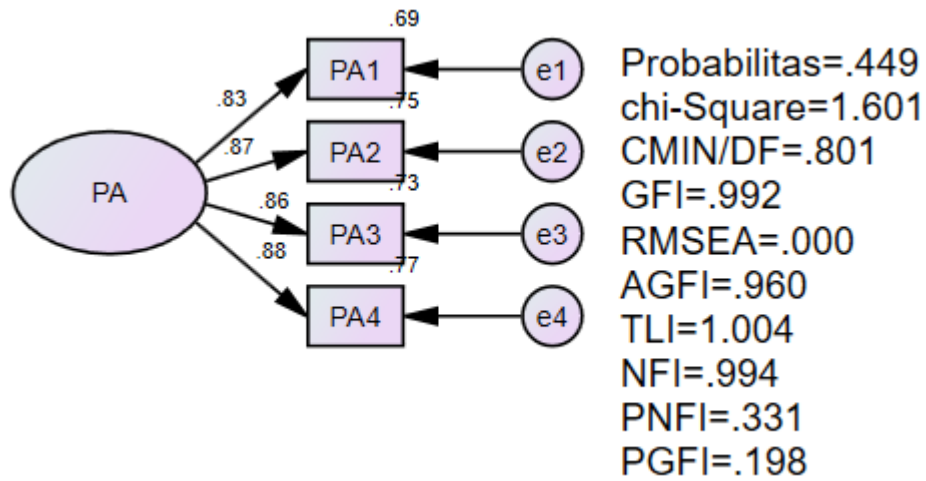 .69
PA1
e1
.83
.75
PA2
e2
.87
.73
PA
PA3
e3
.86
.77
.88
PA4
e4
Probabilitas=.449
chi-Square=1.601
CMIN/DF=.801
GFI=.992
RMSEA=.000
AGFI=.960
TLI=1.004
NFI=.994
PNFI=.331
PGFI=.198